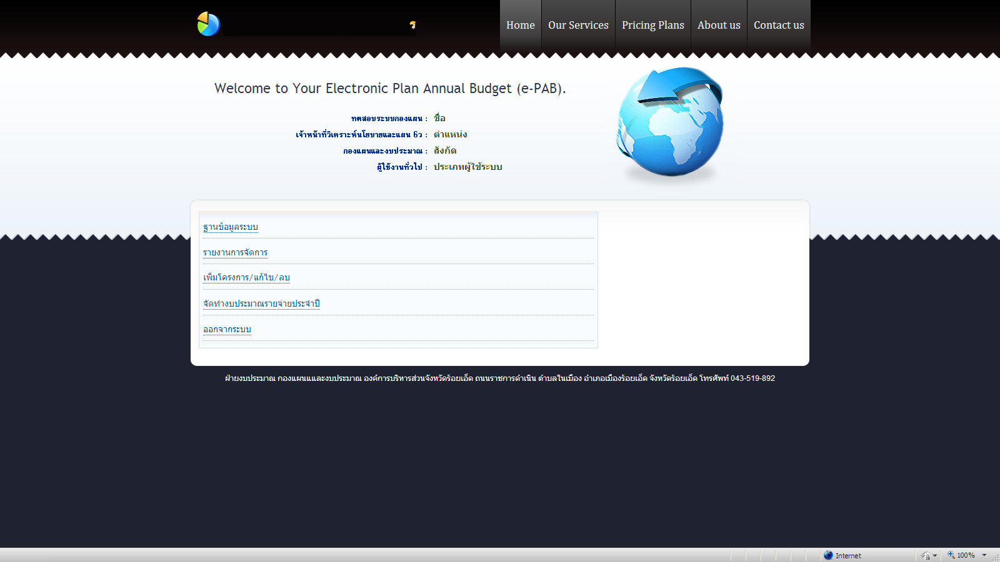 ร
Home Our Services Pricing Plans About us Contact us
Welcome to Your Electronic Plan Annual Budget (e-PAB).
ทดสอบระบบกองแผน : ชื่อ
เจ้าหน้าที่วิเคราะห์นโยบายและแผน 6ว : ตำแหน่ง
กองแผนและงบประมาณ : สังกัด
ผู้ใช้งานทั่วไป : ประเภทผู้ใช้ระบบ
ฐานข้อมูลระบบ
รายงานการจัดการ
เพิ่มโครงการ/แก้ไข/ลบ
จัดทำงบประมาณรายจ่ายประจำปี
ออกจากระบบ
ฝ่ายงบประมาณ กองแผนแและงบประมาณ องค์การบริหารส่วนจังหวัดร้อยเอ็ด ถนนราชการดำเนิน ตำบลในเมือง อำเภอเมืองร้อยเอ็ด จังหวัดร้อยเอ็ด โทรศัพท์ 043-519-892
Internet 100%